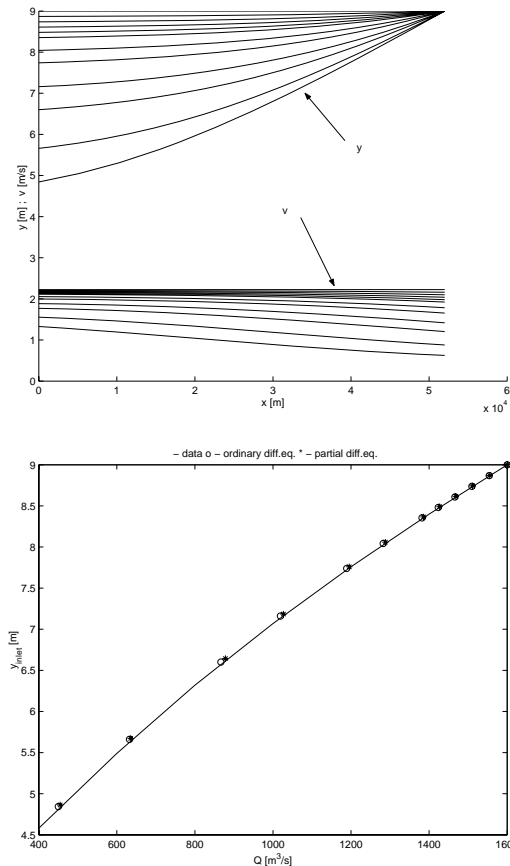 9
8
7
6
5
4
3
2
1
0
y [m] ; v [m/s]
y
v
0 1 2 3 4 5 6
x [m]
x 10^4
– data o – ordinary diff.eq. * – partial diff.eq.
9
8.5
8
7.5
7
6.5
6
5.5
5
4.5
y_inlet [m]
400 600 800 1000 1200 1400 1600
Q [m^3/s]